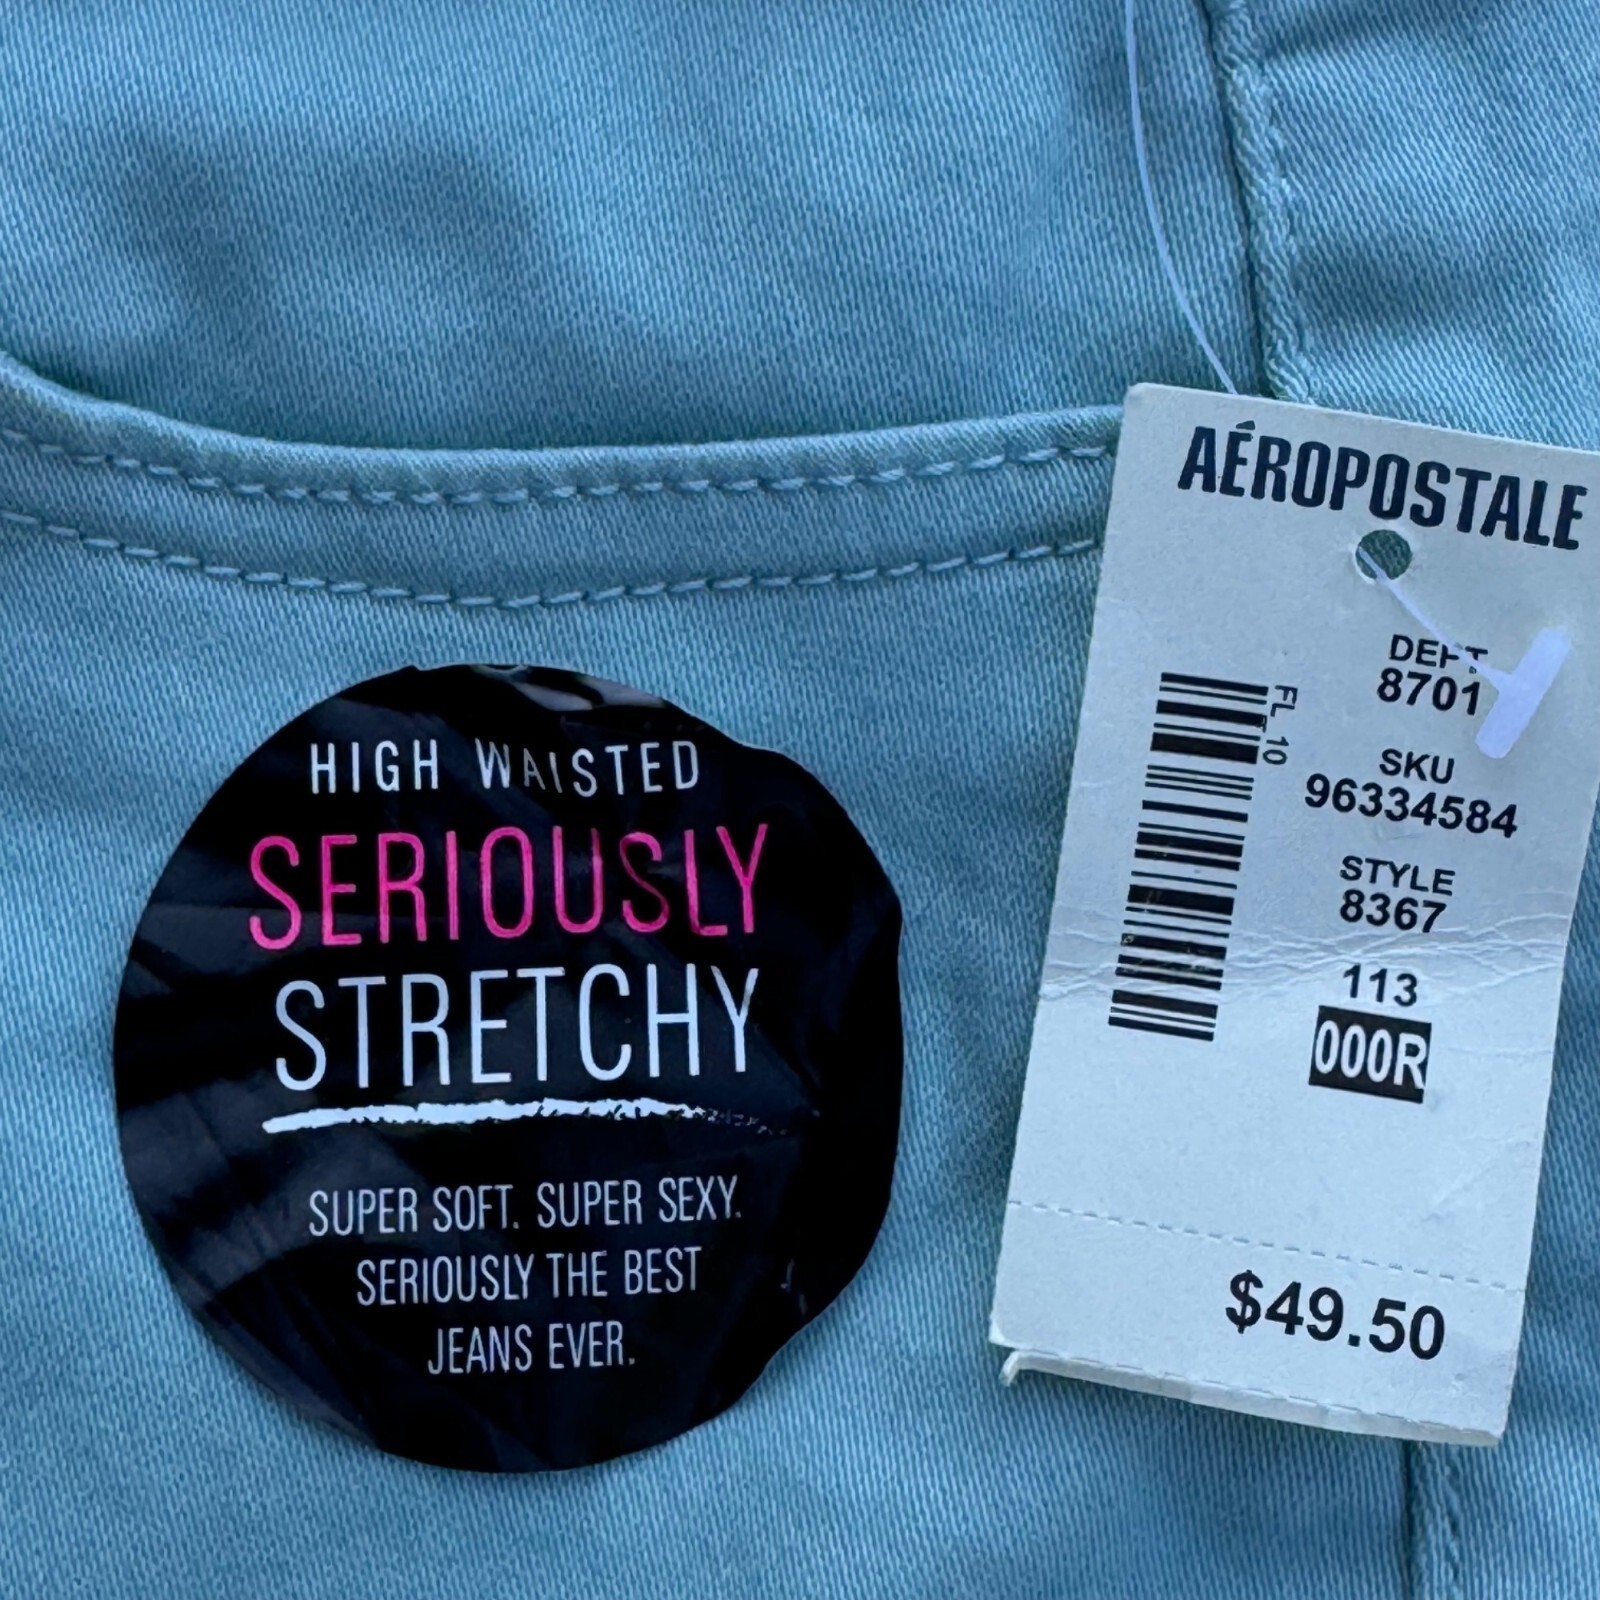 HIGH WAISTED
SERIOUSLY
STRETCHY
SUPER SOFT. SUPER SEXY.
SERIOUSLY THE BEST
JEANS EVER.
AÉROPOSTALE
DEPT
8701
FL 10
SKU
96334584
STYLE
8367
113
000R
$49.50